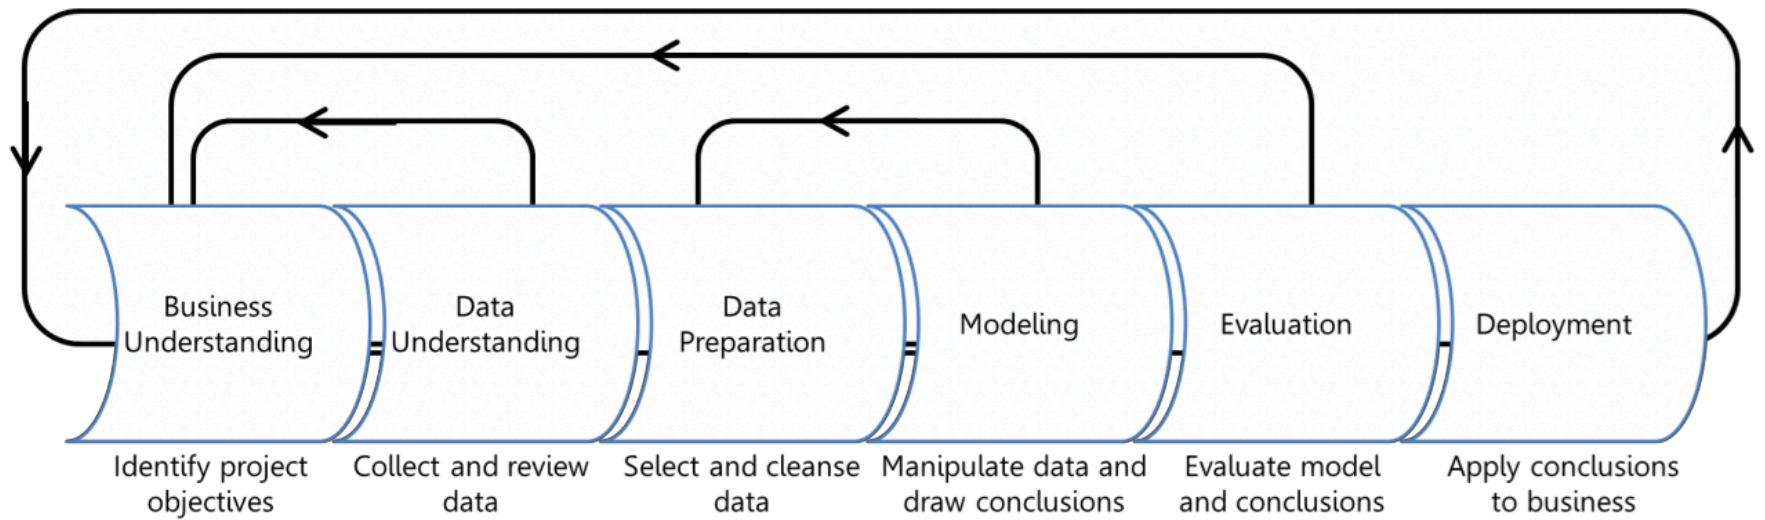 Business
Understanding
Data
Understanding
Data
Preparation
Modeling
Evaluation
Deployment
Identify project
objectives
Collect and review
data
Select and cleanse
data
Manipulate data and
draw conclusions
Evaluate model
and conclusions
Apply conclusions
to business